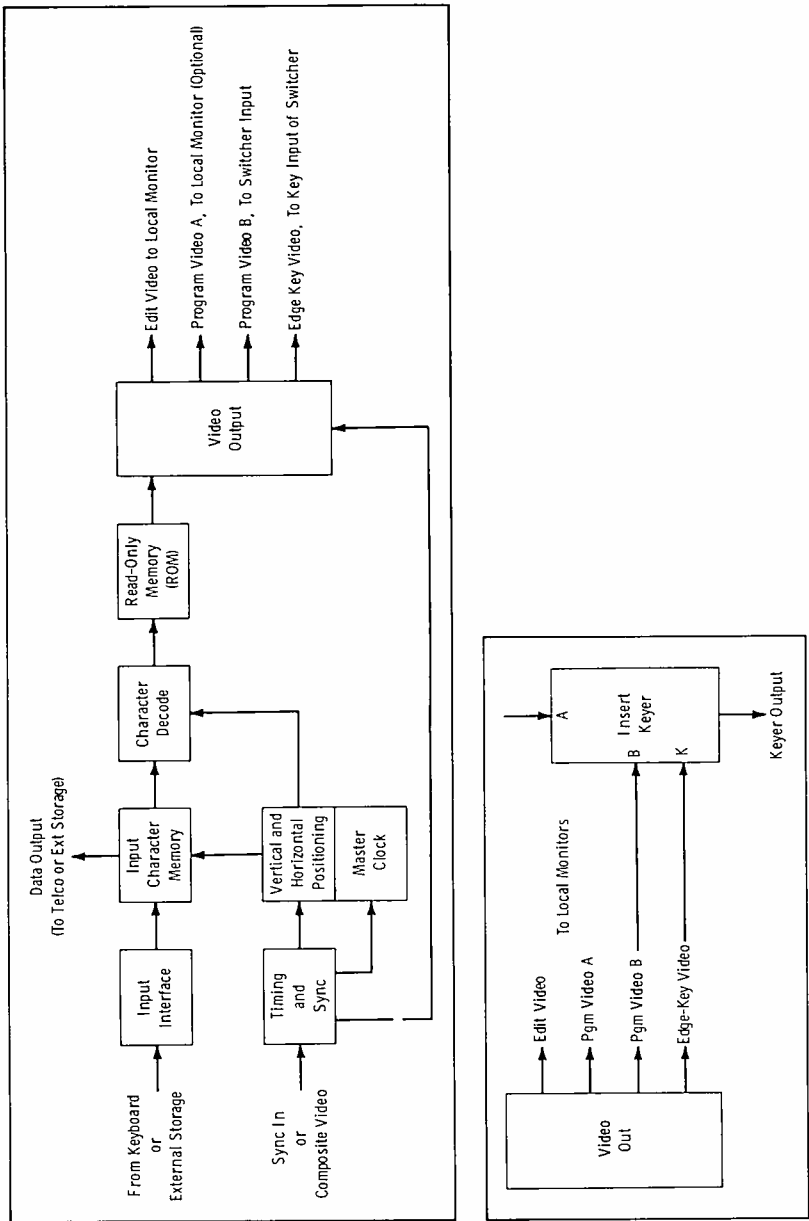 Data Output
(To Telco or Ext Storage)
From Keyboard
or
External Storage
Input
Interface
Input
Character
Memory
Character
Decode
Read-Only
Memory
(ROM)
Video
Output
Edit Video to Local Monitor
Program Video A, To Local Monitor (Optional)
Program Video B, To Switcher Input
Edge Key Video, To Key Input of Switcher
Sync In
or
Composite Video
Timing
and
Sync
Vertical and
Horizontal
Positioning
Master
Clock
Video
Out
Edit Video
Pgm Video A
Pgm Video B
Edge-Key Video
To Local Monitors
A
B
K
Insert
Keyer
Keyer Output